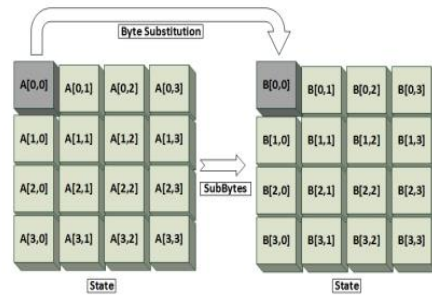 Byte Substitution
A[0,0] A[0,1] A[0,2] A[0,3] B[0,0] B[0,1] B[0,2] B[0,3]
A[1,0] A[1,1] A[1,2] A[1,3] B[1,0] B[1,1] B[1,2] B[1,3]
A[2,0] A[2,1] A[2,2] A[2,3] B[2,0] B[2,1] B[2,2] B[2,3]
SubBytes
A[3,0] A[3,1] A[3,2] A[3,3] B[3,0] B[3,1] B[3,2] B[3,3]
State State